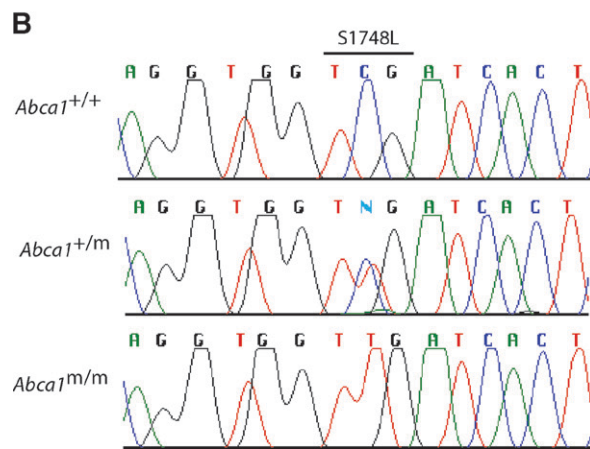 B
S1748L
A G G T G G T C G A T C A C T
Abca1+/+
A G G T G G T N G A T C A C T
Abca1+/m
A G G T G G T T G A T C A C T
Abca1m/m